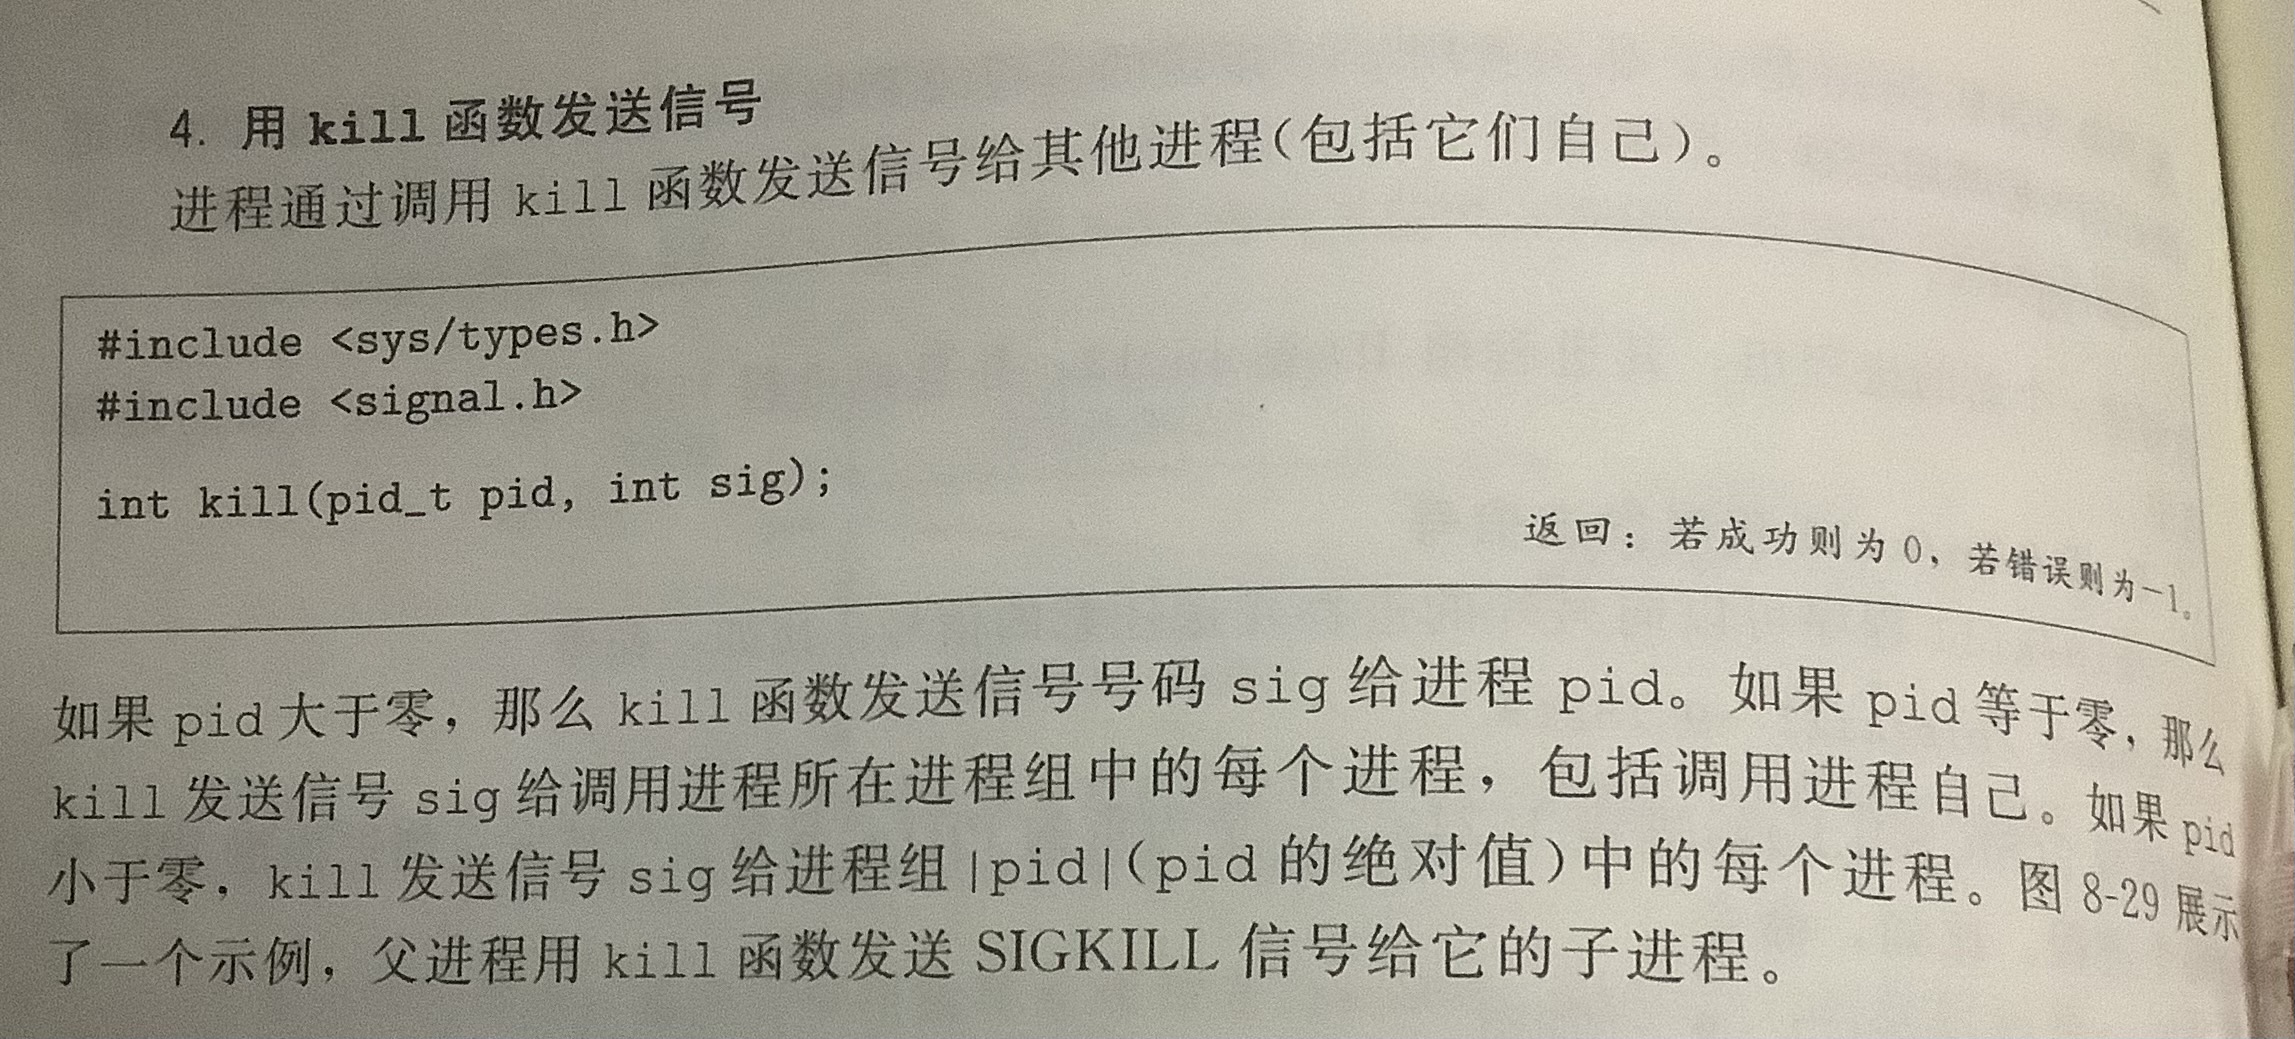 4. 用 kill 函数发送信号
进程通过调用 kill 函数发送信号给其他进程(包括它们自己)。
#include <sys/types.h>
#include <signal.h>
int kill(pid_t pid, int sig);
返回：若成功则为 0，若错误则为-1。
如果 pid 大于零，那么 kill 函数发送信号号码 sig 给进程 pid。如果 pid 等于零，那么
kill 发送信号 sig 给调用进程所在进程组中的每个进程，包括调用进程自己。如果 pid
小于零，kill 发送信号 sig 给进程组|pid|(pid 的绝对值)中的每个进程。图 8-29 展示
了一个示例，父进程用 kill 函数发送 SIGKILL 信号给它的子进程。